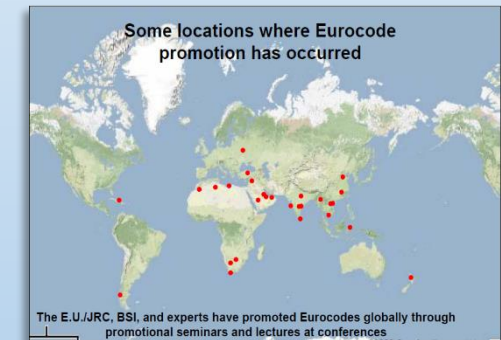 Some locations where Eurocode
promotion has occurred
The E.U./JRC, BSI, and experts have promoted Eurocodes globally through
promotional seminars and lectures at conferences